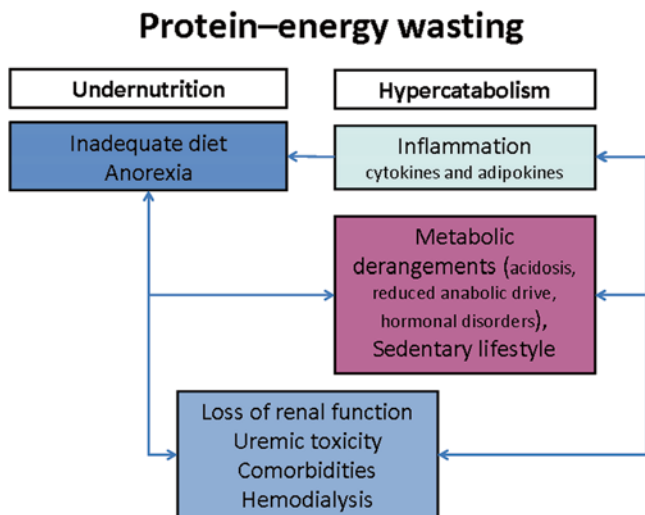 Protein–energy wasting
Undernutrition
Hypercatabolism
Inadequate diet
Anorexia
Inflammation
cytokines and adipokines
Metabolic
derangements (acidosis,
reduced anabolic drive,
hormonal disorders),
Sedentary lifestyle
Loss of renal function
Uremic toxicity
Comorbidities
Hemodialysis